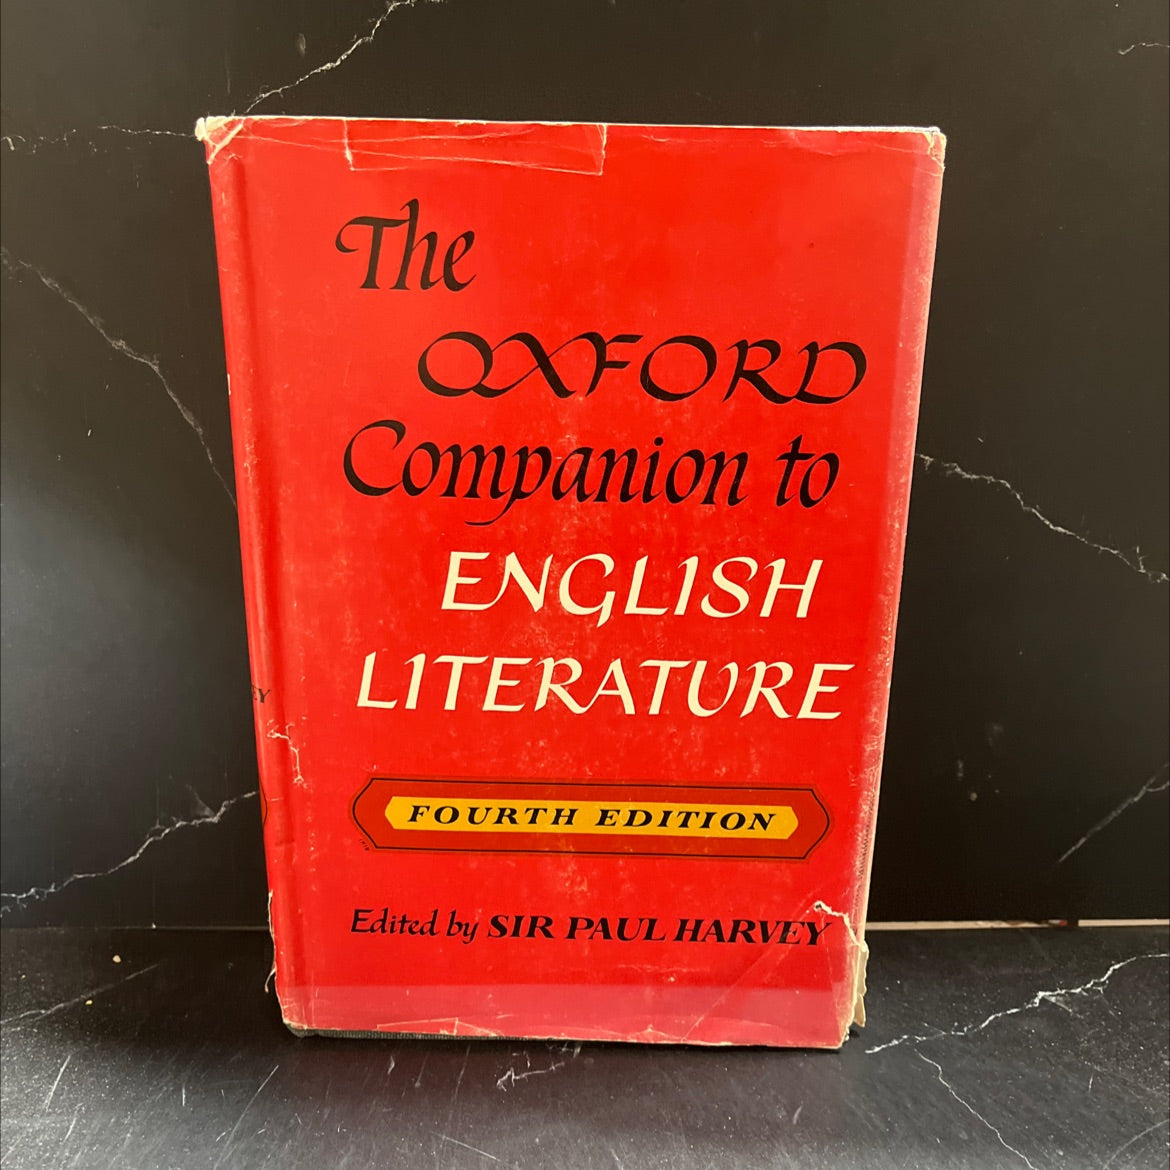 The
OXFORD
Companion to
ENGLISH
LITERATURE
FOURTH EDITION
Edited by SIR PAUL HARVEY